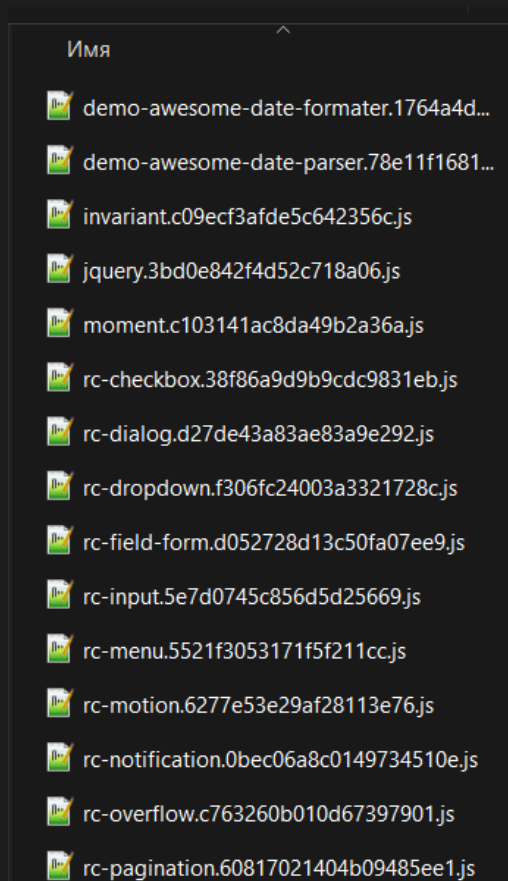 Имя
demo-awesome-date-formater.1764a4d...
demo-awesome-date-parser.78e11f1681...
invariant.c09ecf3afde5c642356c.js
jquery.3bd0e842f4d52c718a06.js
moment.c103141ac8da49b2a36a.js
rc-checkbox.38f86a9d9b9cdc9831eb.js
rc-dialog.d27de43a83ae83a9e292.js
rc-dropdown.f306fc24003a3321728c.js
rc-field-form.d052728d13c50fa07ee9.js
rc-input.5e7d0745c856d5d25669.js
rc-menu.5521f3053171f5f211cc.js
rc-motion.6277e53e29af28113e76.js
rc-notification.0bec06a8c0149734510e.js
rc-overflow.c763260b010d67397901.js
rc-pagination.60817021404b09485ee1.js